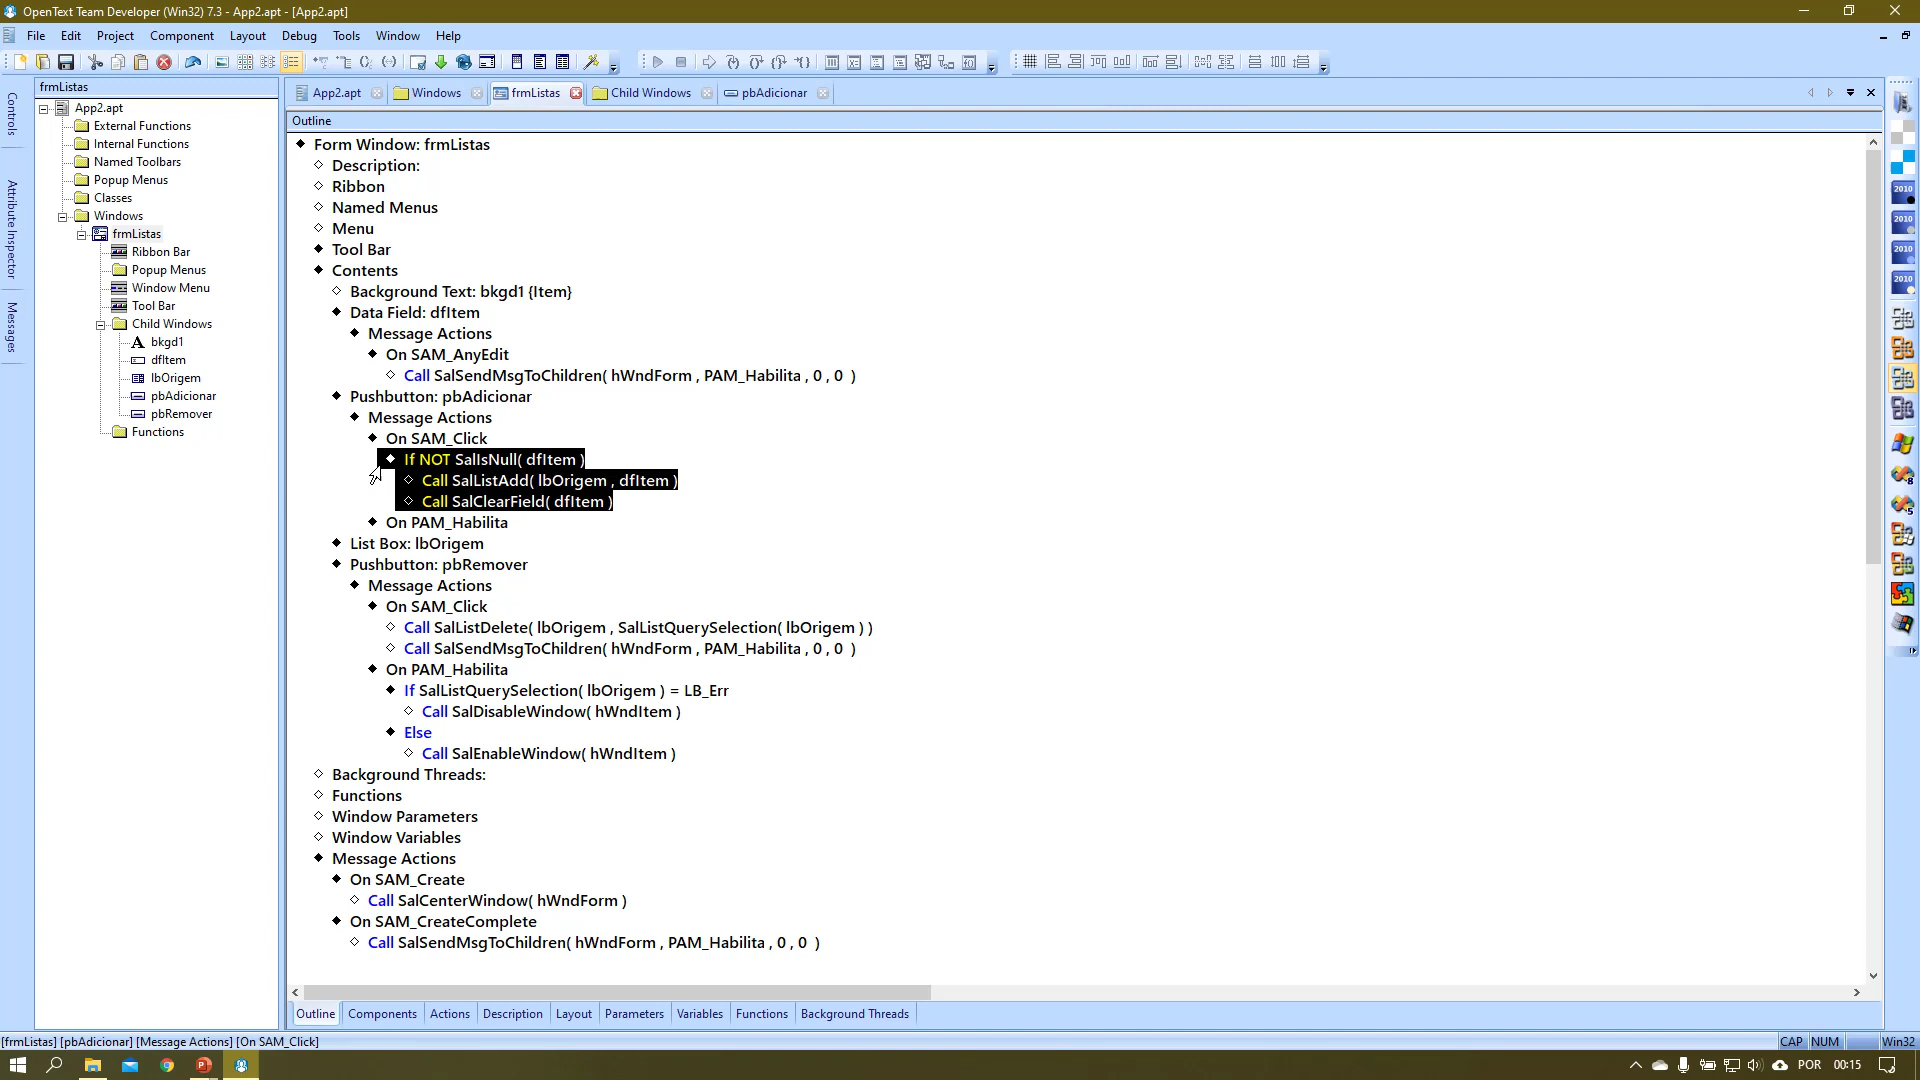 OpenText Team Developer (Win32) 7.3 - App2.apt - [App2.apt]
File Edit Project Component Layout Enable Debug Tools Window Help
frmListas
App2.apt
External Functions
Internal Functions
Named Toolbars
Popup Menus
Classes
Windows
frmListas
Ribbon Bar
Popup Menus
Window Menu
Tool Bar
Child Windows
bkgd1
dfItem
lbOrigem
pbAdicionar
pbRemover
Functions
Controls
Attribute Inspector
Messages
App2.apt Windows frmListas Child Windows pbAdicionar
Outline
Form Window: frmListas
Description:
Ribbon
Named Menus
Menu
Tool Bar
Contents
Background Text: bkgd1 {Item}
Data Field: dfItem
Message Actions
On SAM_AnyEdit
Call SalSendMsgToChildren( hWndForm , PAM_Habilita , 0 , 0 )
Pushbutton: pbAdicionar
Message Actions
On SAM_Click
If NOT SalIsNull( dfItem )
Call SalListAdd( lbOrigem , dfItem )
Call SalClearField( dfItem )
On PAM_Habilita
List Box: lbOrigem
Pushbutton: pbRemover
Message Actions
On SAM_Click
Call SalListDelete( lbOrigem , SalListQuerySelection( lbOrigem ) )
Call SalSendMsgToChildren( hWndForm , PAM_Habilita , 0 , 0 )
On PAM_Habilita
If SalListQuerySelection( lbOrigem ) = LB_Err
Call SalDisableWindow( hWndItem )
Else
Call SalEnableWindow( hWndItem )
Background Threads:
Functions
Window Parameters
Window Variables
Message Actions
On SAM_Create
Call SalCenterWindow( hWndForm )
On SAM_CreateComplete
Call SalSendMsgToChildren( hWndForm , PAM_Habilita , 0 , 0 )
Outline Components Actions Description Layout Parameters Variables Functions Background Threads
2010
2010
2010
2010
[frmListas] [pbAdicionar] [Message Actions] [On SAM_Click]
CAP NUM Win32
POR 00:15